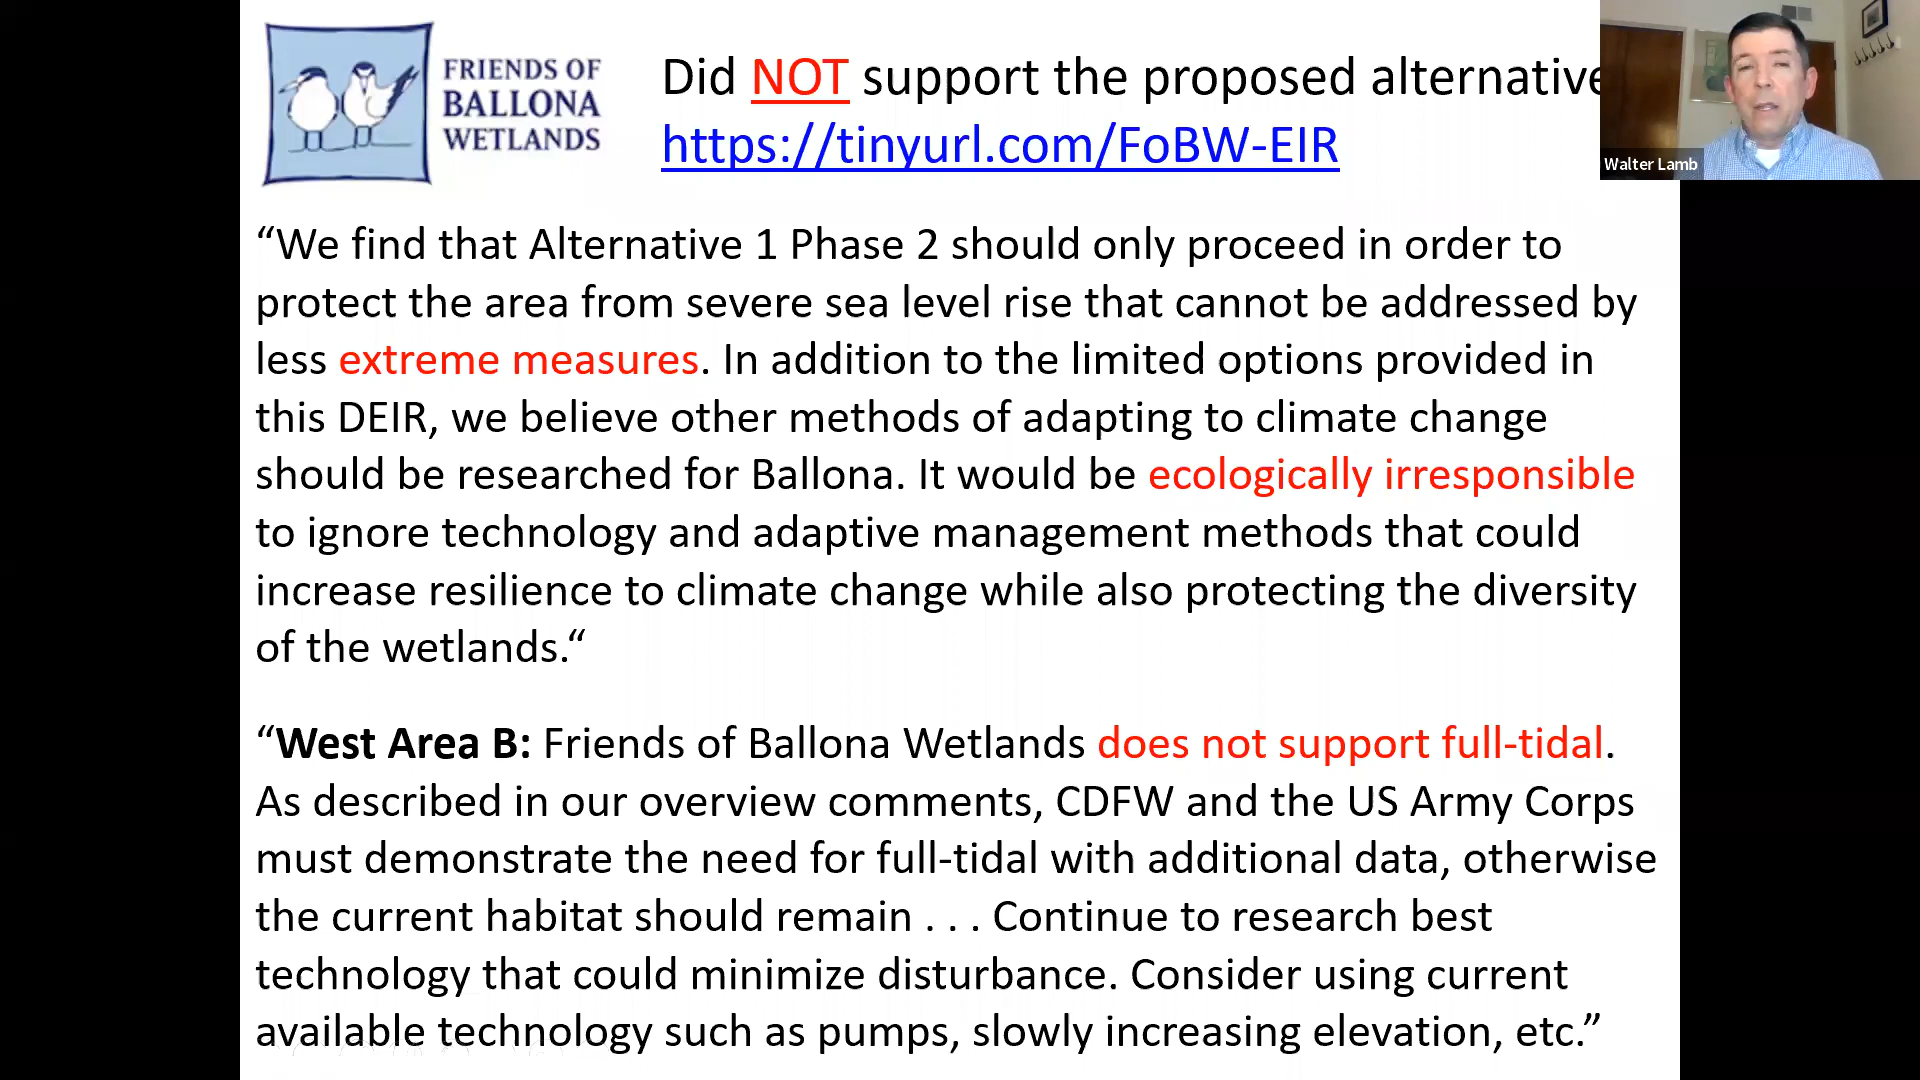 FRIENDS OF
BALLONA
WETLANDS
Did NOT support the proposed alternative
https://tinyurl.com/FoBW-EIR
Walter Lamb
“We find that Alternative 1 Phase 2 should only proceed in order to
protect the area from severe sea level rise that cannot be addressed by
less extreme measures. In addition to the limited options provided in
this DEIR, we believe other methods of adapting to climate change
should be researched for Ballona. It would be ecologically irresponsible
to ignore technology and adaptive management methods that could
increase resilience to climate change while also protecting the diversity
of the wetlands.“
“West Area B: Friends of Ballona Wetlands does not support full-tidal.
As described in our overview comments, CDFW and the US Army Corps
must demonstrate the need for full-tidal with additional data, otherwise
the current habitat should remain . . . Continue to research best
technology that could minimize disturbance. Consider using current
available technology such as pumps, slowly increasing elevation, etc.”